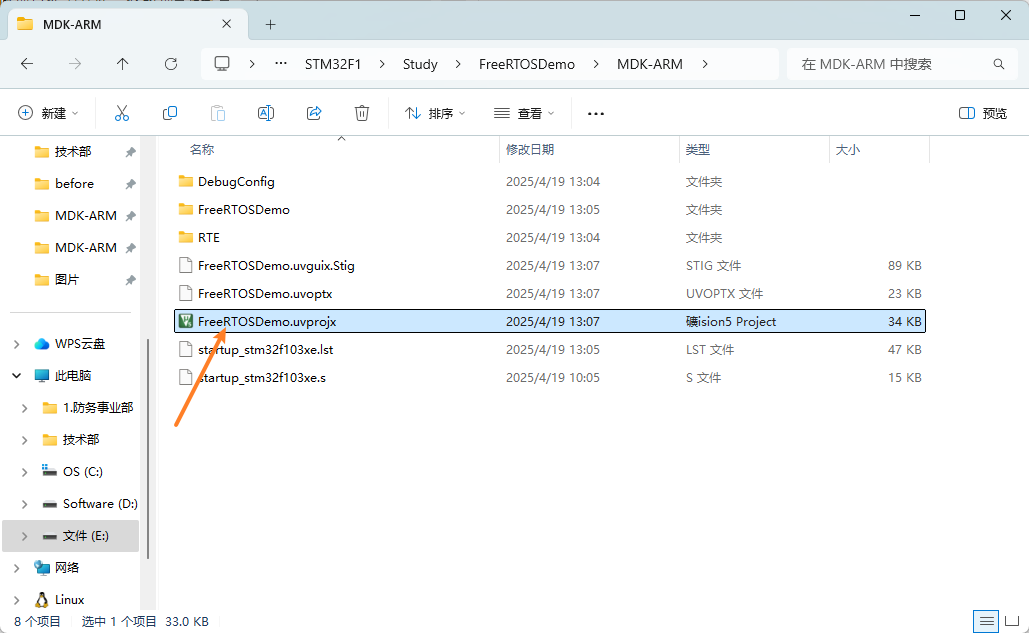 MDK-ARM
STM32F1 Study FreeRTOSDemo MDK-ARM 在 MDK-ARM 中搜索
新建 排序 查看 预览
名称 修改日期 类型 大小
技术部
before
MDK-ARM
MDK-ARM
图片
WPS云盘
此电脑
1.防务事业部
技术部
OS (C:)
Software (D:)
文件 (E:)
网络
Linux
DebugConfig 2025/4/19 13:04 文件夹
FreeRTOSDemo 2025/4/19 13:05 文件夹
RTE 2025/4/19 13:04 文件夹
FreeRTOSDemo.uvguix.Stig 2025/4/19 13:07 STIG 文件 89 KB
FreeRTOSDemo.uvoptx 2025/4/19 13:07 UVOPTX 文件 23 KB
FreeRTOSDemo.uvprojx 2025/4/19 13:07 礦ision5 Project 34 KB
startup_stm32f103xe.lst 2025/4/19 13:05 LST 文件 47 KB
startup_stm32f103xe.s 2025/4/19 10:05 S 文件 15 KB
8 个项目 选中 1 个项目 33.0 KB